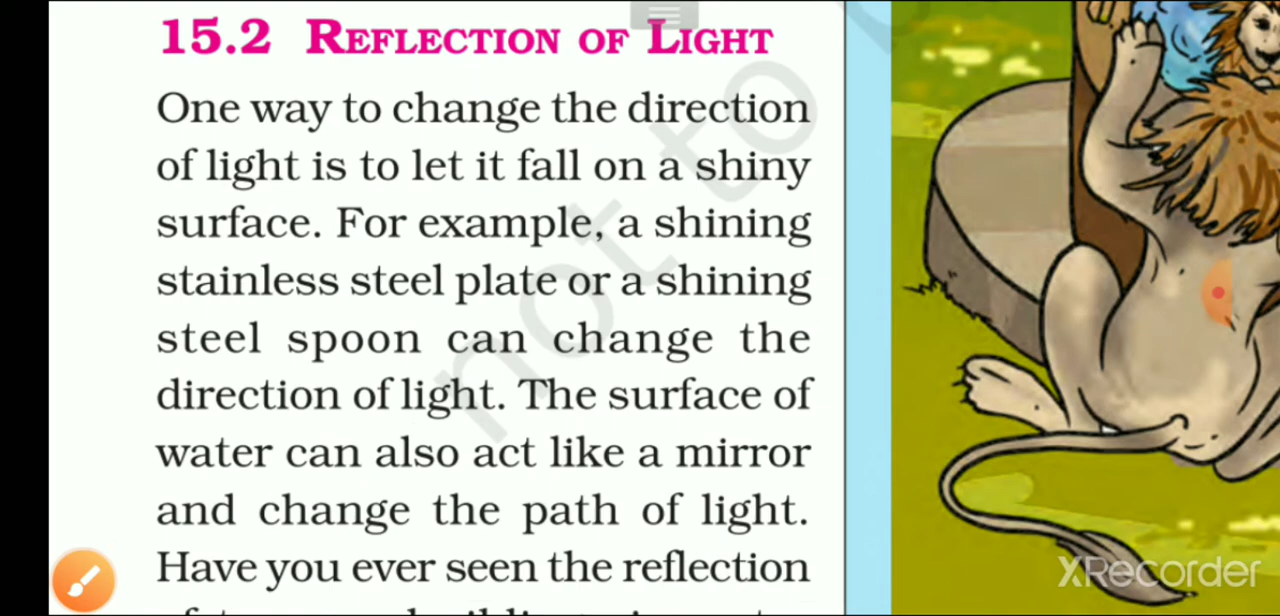 15.2 REFLECTION OF LIGHT
One way to change the direction
of light is to let it fall on a shiny
surface. For example, a shining
stainless steel plate or a shining
steel spoon can change the
direction of light. The surface of
water can also act like a mirror
and change the path of light.
Have you ever seen the reflection
not to
XRecorder